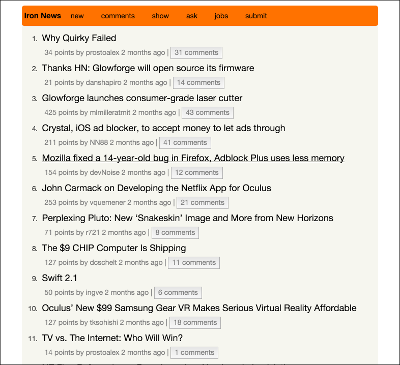 Iron News new comments show ask jobs submit
1. Why Quirky Failed
34 points by prostoalex 2 months ago | 31 comments
2. Thanks HN: Glowforge will open source its firmware
21 points by danshapiro 2 months ago | 14 comments
3. Glowforge launches consumer-grade laser cutter
425 points by mimilleratmit 2 months ago | 43 comments
4. Crystal, iOS ad blocker, to accept money to let ads through
211 points by NN88 2 months ago | 41 comments
5. Mozilla fixed a 14-year-old bug in Firefox, Adblock Plus uses less memory
154 points by devNoise 2 months ago | 12 comments
6. John Carmack on Developing the Netflix App for Oculus
253 points by vquemener 2 months ago | 21 comments
7. Perplexing Pluto: New ‘Snakeskin’ Image and More from New Horizons
71 points by r721 2 months ago | 8 comments
8. The $9 CHIP Computer Is Shipping
127 points by doschelt 2 months ago | 11 comments
9. Swift 2.1
50 points by ingve 2 months ago | 6 comments
10. Oculus’ New $99 Samsung Gear VR Makes Serious Virtual Reality Affordable
127 points by tksohishi 2 months ago | 18 comments
11. TV vs. The Internet: Who Will Win?
14 points by prostoalex 2 months ago | 1 comments